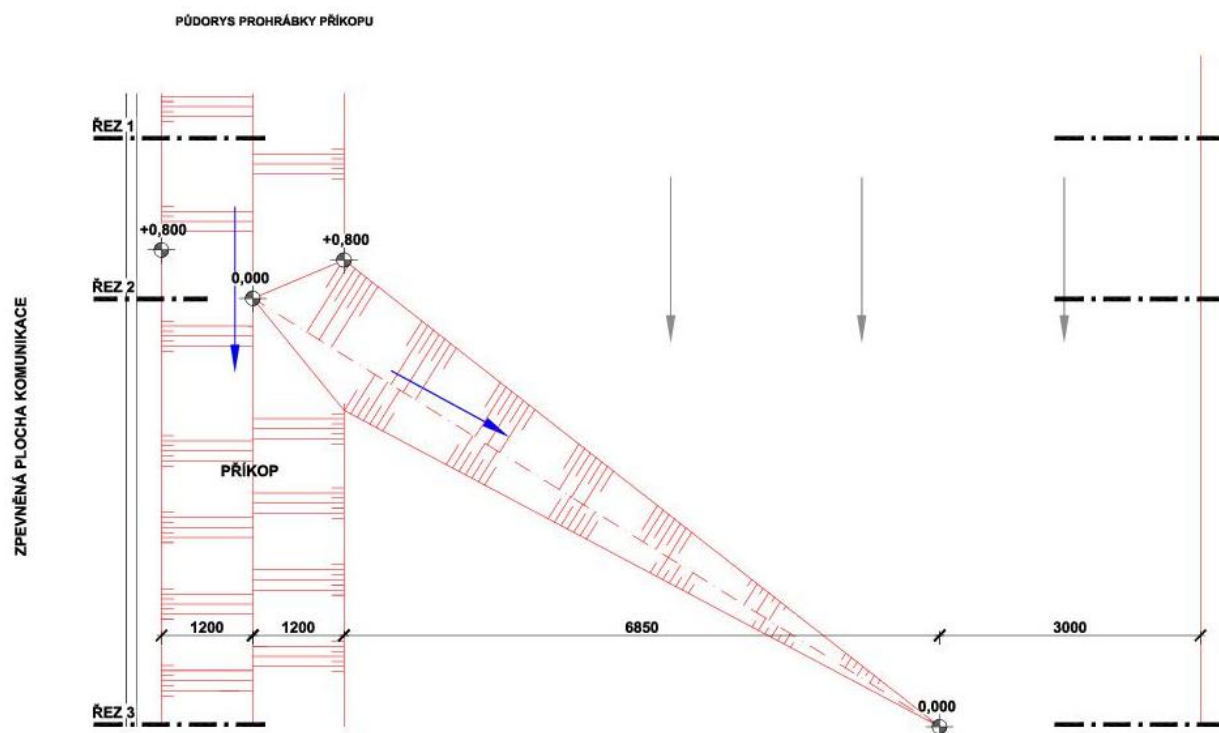 PŮDORYS PROHRÁBKY PŘÍKOPU
ŘEZ 1
+0,800
+0,800
0,000
ŘEZ 2
ZPEVNĚNÁ PLOCHA KOMUNIKACE
PŘÍKOP
1200
1200
6850
3000
ŘEZ 3
0,000